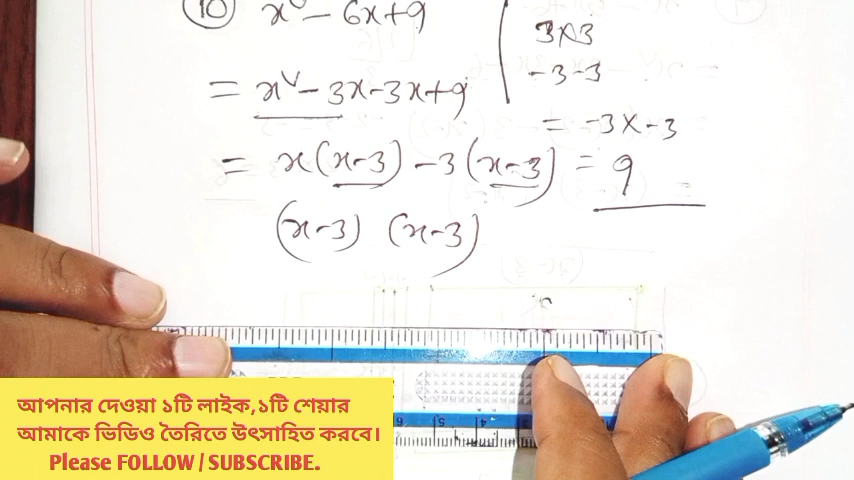 10 x² - 6x+9
= x² - 3x-3x+9
= x(x-3) -3(x-3)
(x-3) (x-3)
3×3
-3-3
= -3×-3
= 9
আপনার দেওয়া ১টি লাইক,১টি শেয়ার
আমাকে ভিডিও তৈরিতে উৎসাহিত করবে।
Please FOLLOW / SUBSCRIBE.